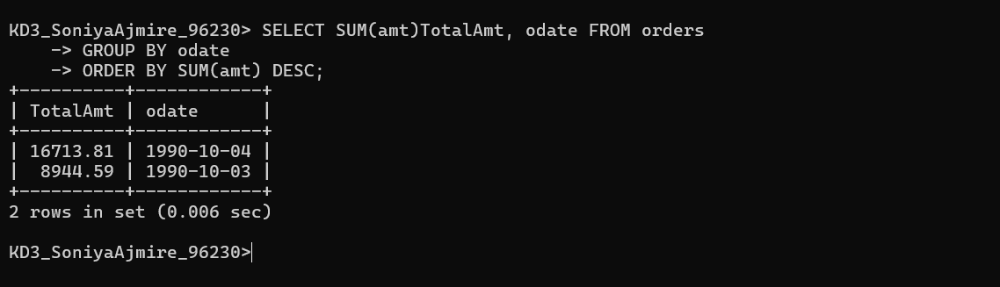 KD3_SoniyaAjmire_96230> SELECT SUM(amt)TotalAmt, odate FROM orders
    -> GROUP BY odate
    -> ORDER BY SUM(amt) DESC;
+----------+------------+
| TotalAmt | odate      |
+----------+------------+
| 16713.81 | 1990-10-04 |
|  8944.59 | 1990-10-03 |
+----------+------------+
2 rows in set (0.006 sec)
KD3_SoniyaAjmire_96230>